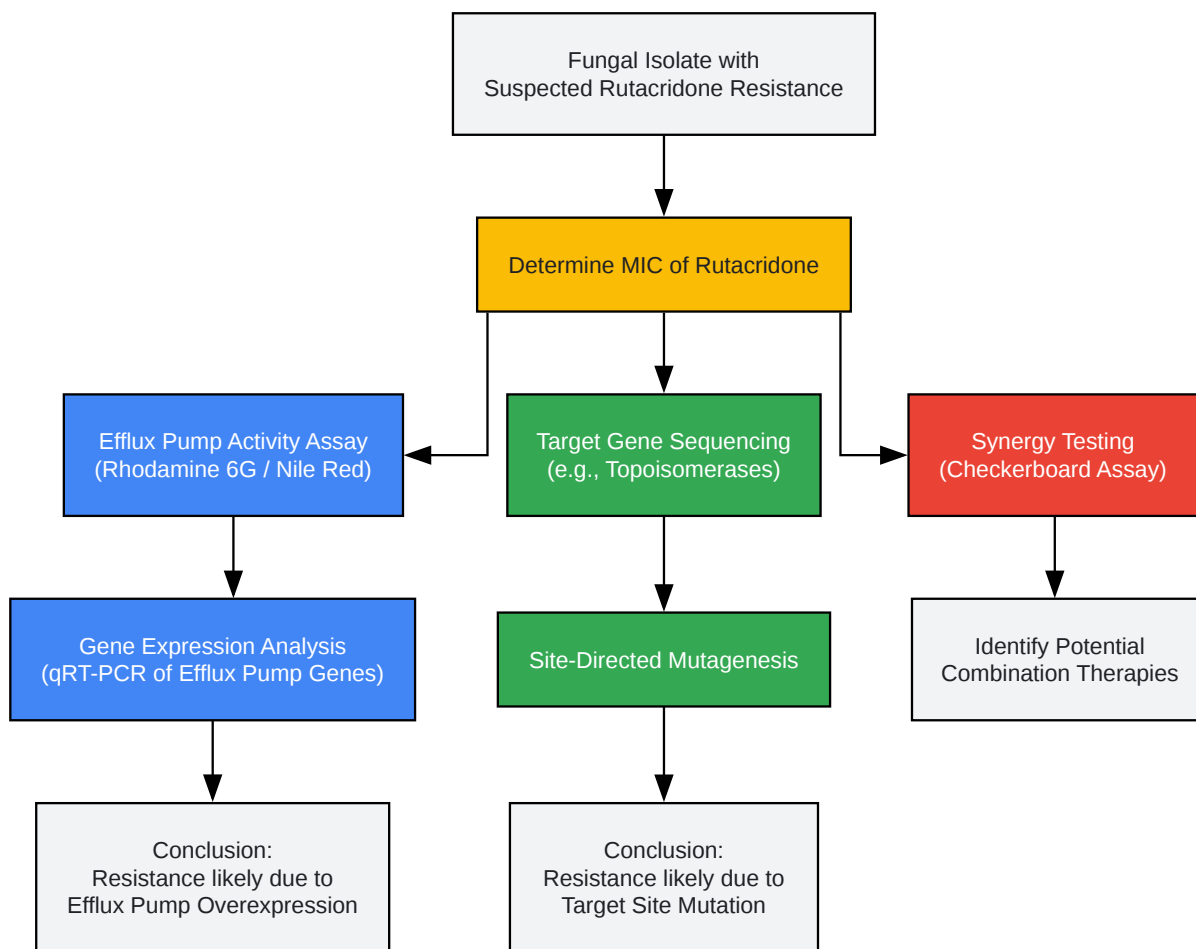 Fungal Isolate with
Suspected Rutacridone Resistance
Determine MIC of Rutacridone
Efflux Pump Activity Assay
(Rhodamine 6G / Nile Red)
Target Gene Sequencing
(e.g., Topoisomerases)
Synergy Testing
(Checkerboard Assay)
Gene Expression Analysis
(qRT-PCR of Efflux Pump Genes)
Site-Directed Mutagenesis
Identify Potential
Combination Therapies
Conclusion:
Resistance likely due to
Efflux Pump Overexpression
Conclusion:
Resistance likely due to
Target Site Mutation